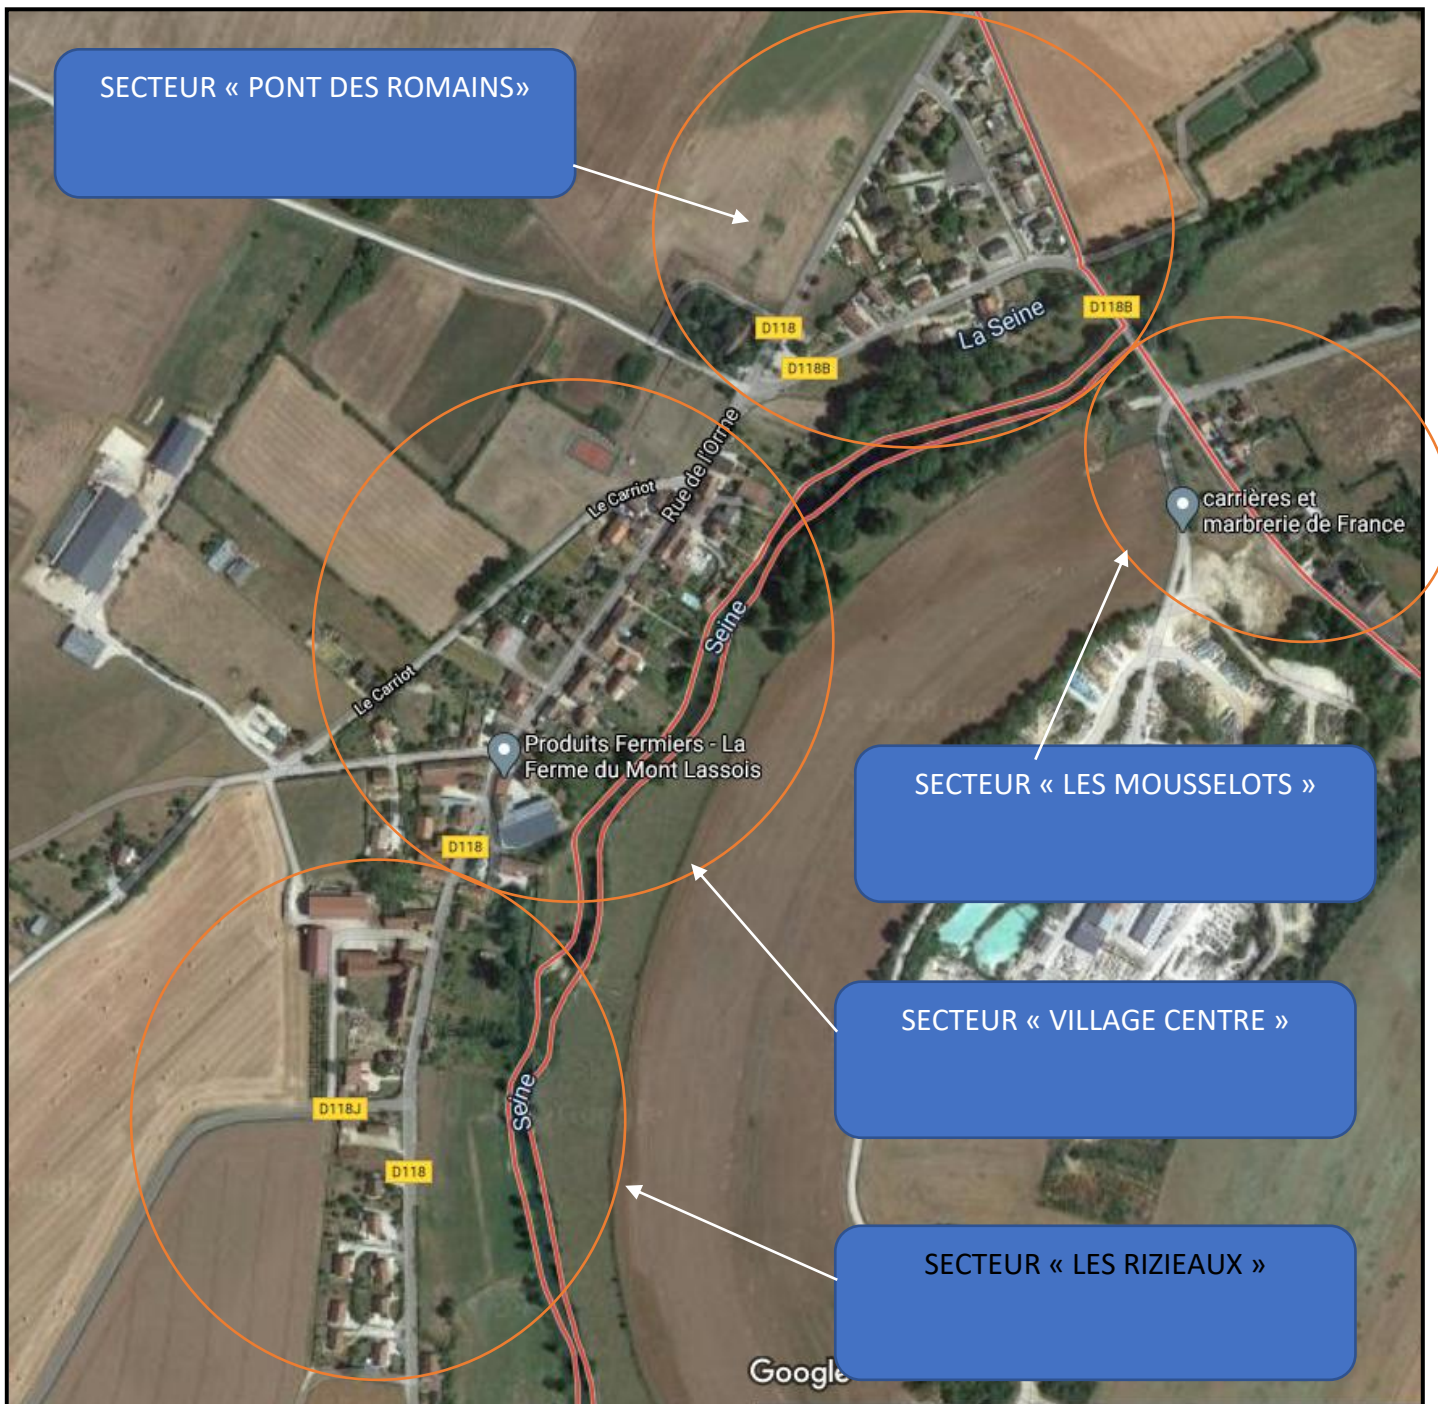 SECTEUR « PONT DES ROMAINS»
D118
La Seine
D118B
D118B
Rue de l'Orme
Le Carriot
carrières et
marbrerie de France
Seine
Le Carriot
Produits Fermiers - La
Ferme du Mont Lassois
SECTEUR « LES MOUSSELOTS »
D118
SECTEUR « VILLAGE CENTRE »
Seine
D118J
D118
SECTEUR « LES RIZIEAUX »
Google